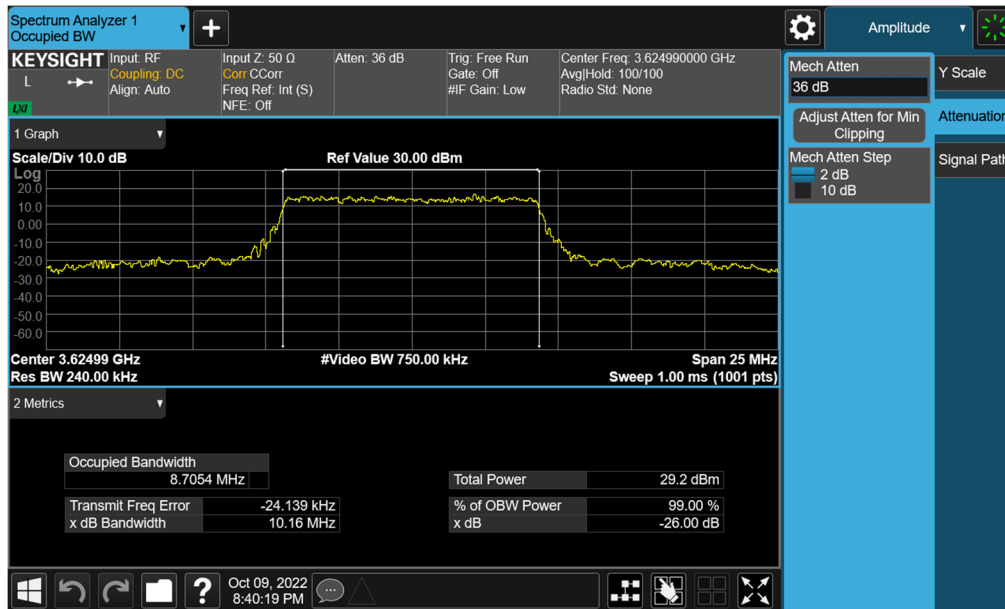 Spectrum Analyzer 1
Occupied BW
+
Amplitude
KEYSIGHT
L
LXI
Input: RF
Coupling: DC
Align: Auto
Input Z: 50 Ω
Corr CCorr
Freq Ref: Int (S)
NFE: Off
Atten: 36 dB
Trig: Free Run
Gate: Off
#IF Gain: Low
Center Freq: 3.624990000 GHz
Avg|Hold: 100/100
Radio Std: None
Mech Atten
36 dB
Adjust Atten for Min
Clipping
Mech Atten Step
2 dB
10 dB
Y Scale
Attenuation
Signal Path
1 Graph
Scale/Div 10.0 dB
Ref Value 30.00 dBm
Log
20.0
10.0
0.00
-10.0
-20.0
-30.0
-40.0
-50.0
-60.0
Center 3.62499 GHz
#Video BW 750.00 kHz
Span 25 MHz
Res BW 240.00 kHz
Sweep 1.00 ms (1001 pts)
2 Metrics
Occupied Bandwidth
8.7054 MHz
Total Power 29.2 dBm
Transmit Freq Error -24.139 kHz
% of OBW Power 99.00 %
x dB Bandwidth 10.16 MHz
x dB -26.00 dB
?
Oct 09, 2022
8:40:19 PM